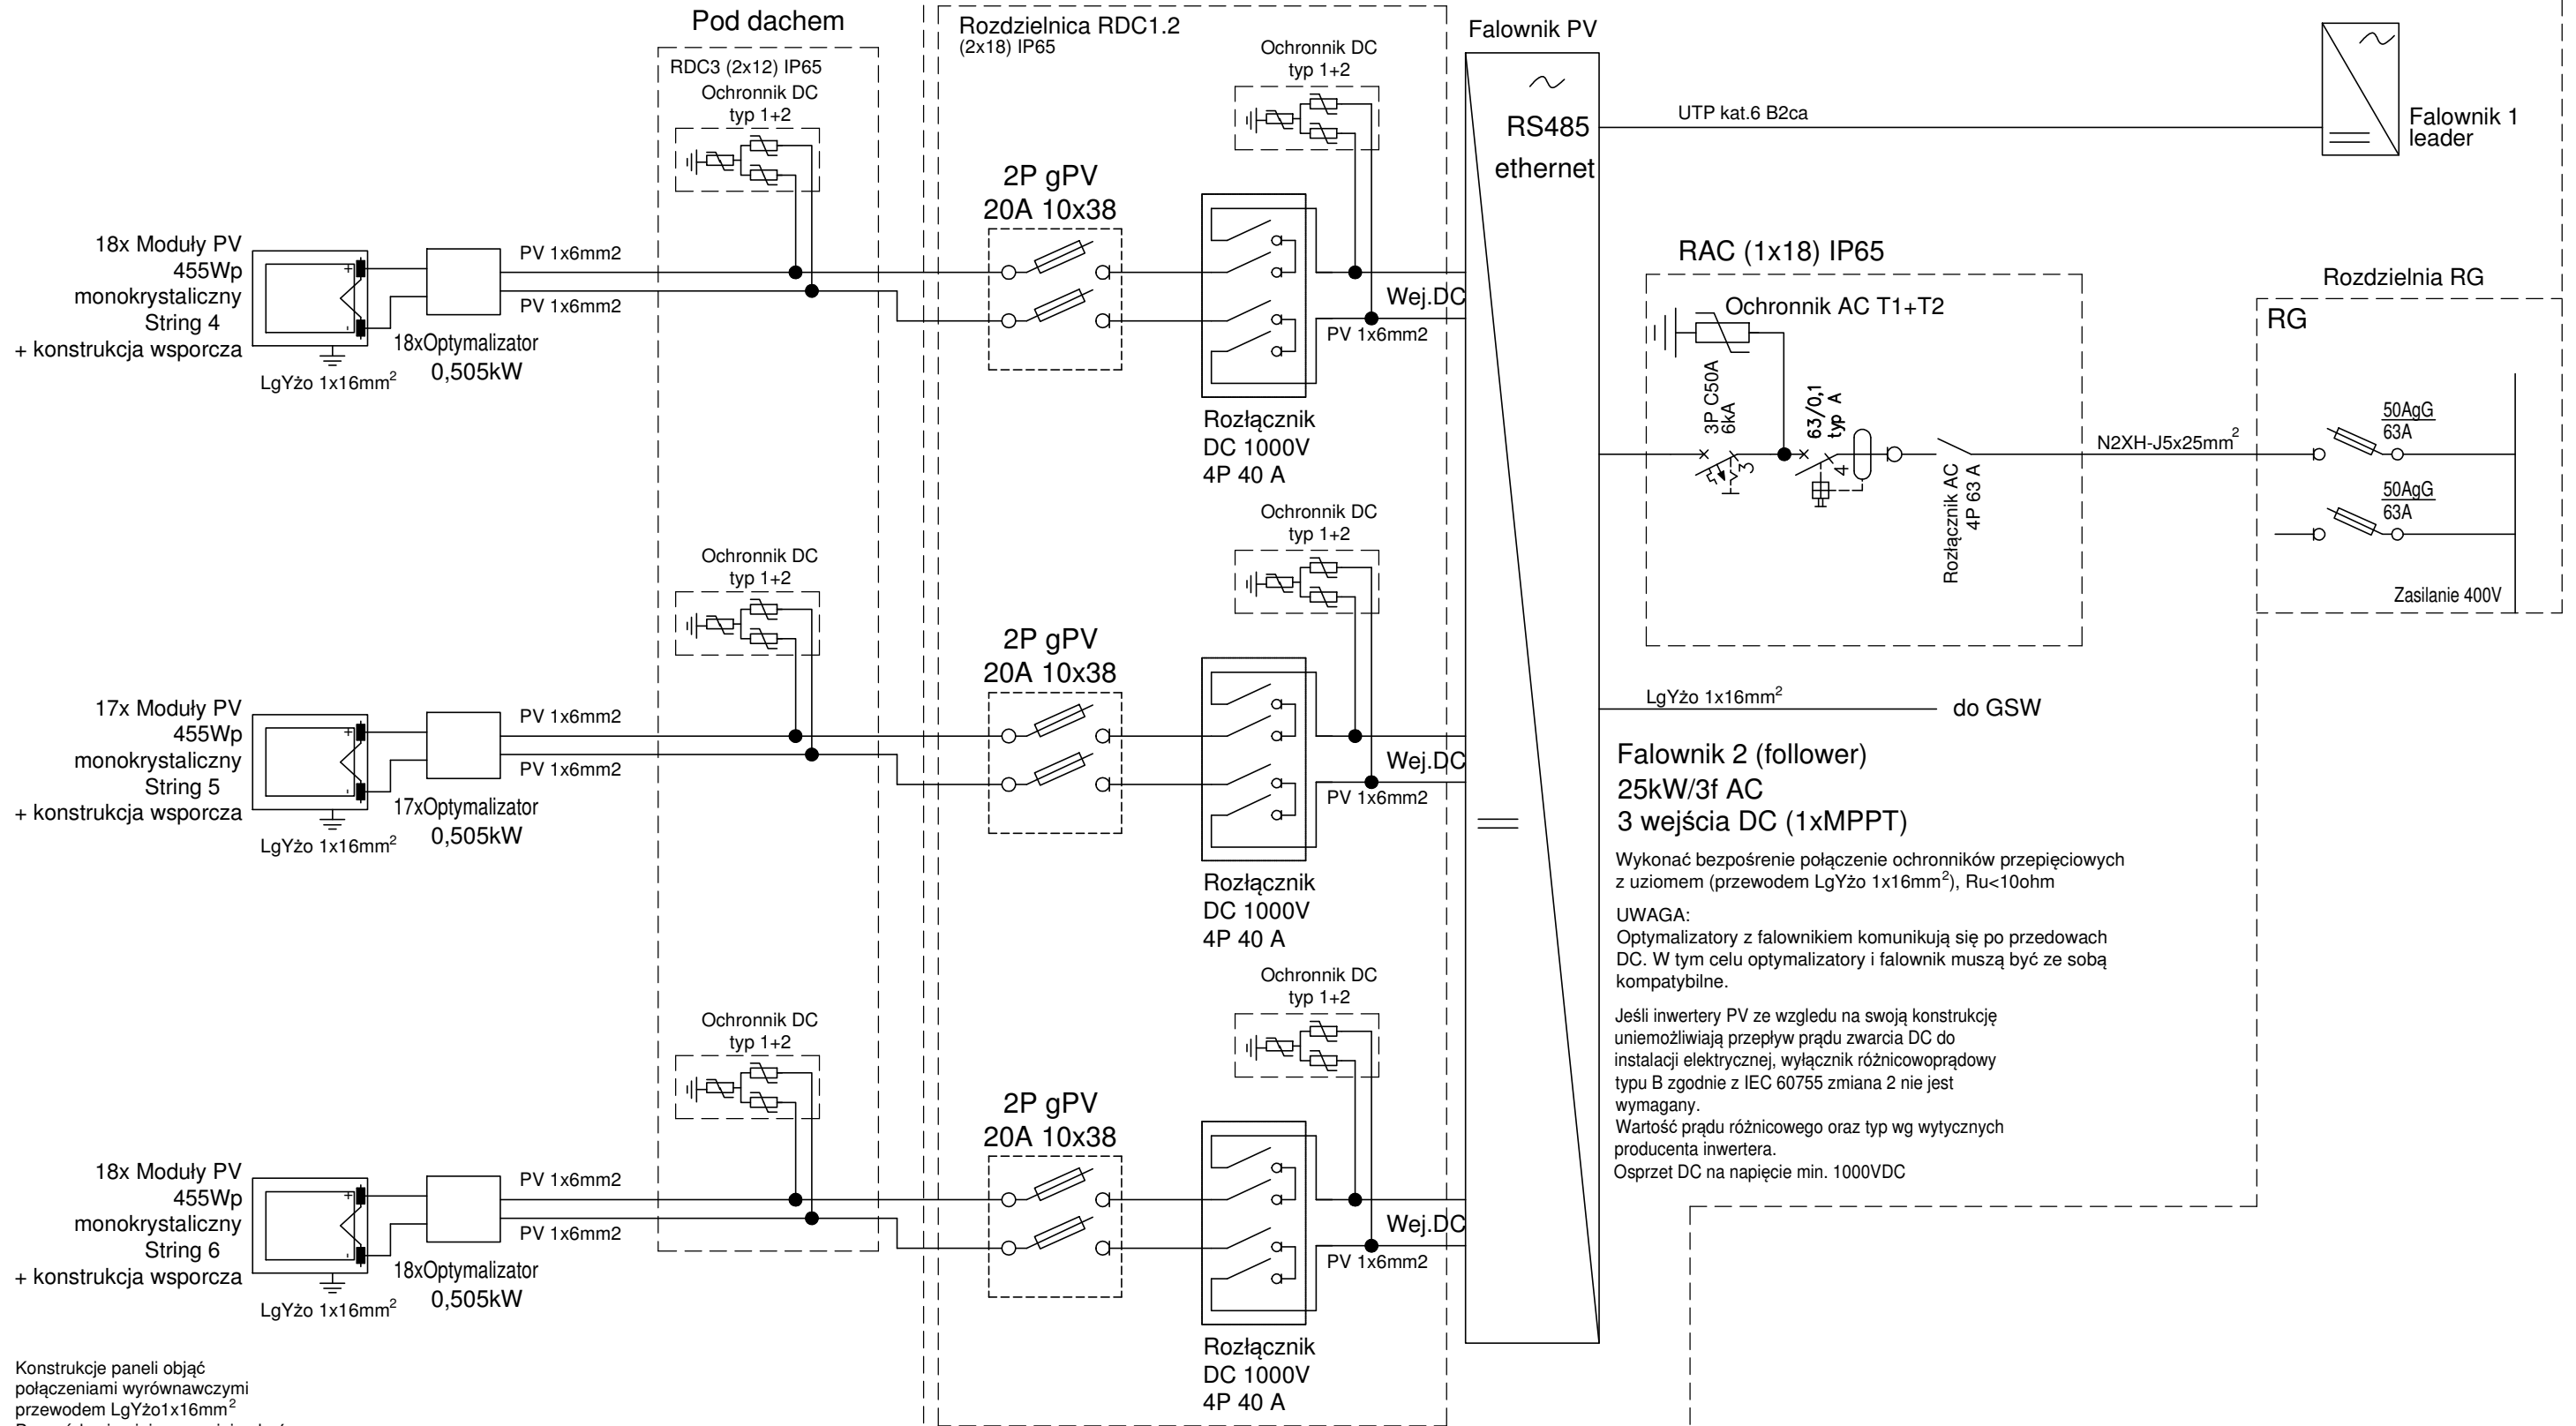 Pod dachem
RDC3 (2x12) IP65
Ochronnik DC
typ 1+2
Rozdzielnica RDC1.2
(2x18) IP65
Ochronnik DC
typ 1+2
Falownik PV
RS485
ethernet
UTP kat.6 B2ca
Falownik 1
leader
2P gPV
20A 10x38
18x Moduły PV
455Wp
monokrystaliczny
String 4
+ konstrukcja wsporcza
+
-
LgYżo 1x16mm2
18xOptymalizator
0,505kW
PV 1x6mm2
PV 1x6mm2
Wej.DC
PV 1x6mm2
Rozłącznik
DC 1000V
4P 40 A
RAC (1x18) IP65
Ochronnik AC T1+T2
3P C50A
6kA
3
63/0,1
typ A
4
Rozłącznik AC
4P 63 A
N2XH-J5x25mm2
Rozdzielnia RG
RG
50AgG
63A
50AgG
63A
Zasilanie 400V
Ochronnik DC
typ 1+2
Ochronnik DC
typ 1+2
2P gPV
20A 10x38
17x Moduły PV
455Wp
monokrystaliczny
String 5
+ konstrukcja wsporcza
+
-
LgYżo 1x16mm2
17xOptymalizator
0,505kW
PV 1x6mm2
PV 1x6mm2
Wej.DC
PV 1x6mm2
Rozłącznik
DC 1000V
4P 40 A
LgYżo 1x16mm2
do GSW
Falownik 2 (follower)
25kW/3f AC
3 wejścia DC (1xMPPT)
Wykonać bezpośrenie połączenie ochronników przepięciowych
z uziomem (przewodem LgYżo 1x16mm2), Ru<10ohm
UWAGA:
Optymalizatory z falownikiem komunikują się po przedowach
DC. W tym celu optymalizatory i falownik muszą być ze sobą
kompatybilne.
Jeśli inwertery PV ze wzgledu na swoją konstrukcję
uniemożliwiają przepływ prądu zwarcia DC do
instalacji elektrycznej, wyłącznik różnicowoprądowy
typu B zgodnie z IEC 60755 zmiana 2 nie jest
wymagany.
Wartość prądu różnicowego oraz typ wg wytycznych
producenta inwertera.
Osprzet DC na napięcie min. 1000VDC
Ochronnik DC
typ 1+2
Ochronnik DC
typ 1+2
2P gPV
20A 10x38
18x Moduły PV
455Wp
monokrystaliczny
String 6
+ konstrukcja wsporcza
+
-
LgYżo 1x16mm2
18xOptymalizator
0,505kW
PV 1x6mm2
PV 1x6mm2
Wej.DC
PV 1x6mm2
Rozłącznik
DC 1000V
4P 40 A
Konstrukcje paneli objąć
połączeniami wyrównawczymi
przewodem LgYżo1x16mm2